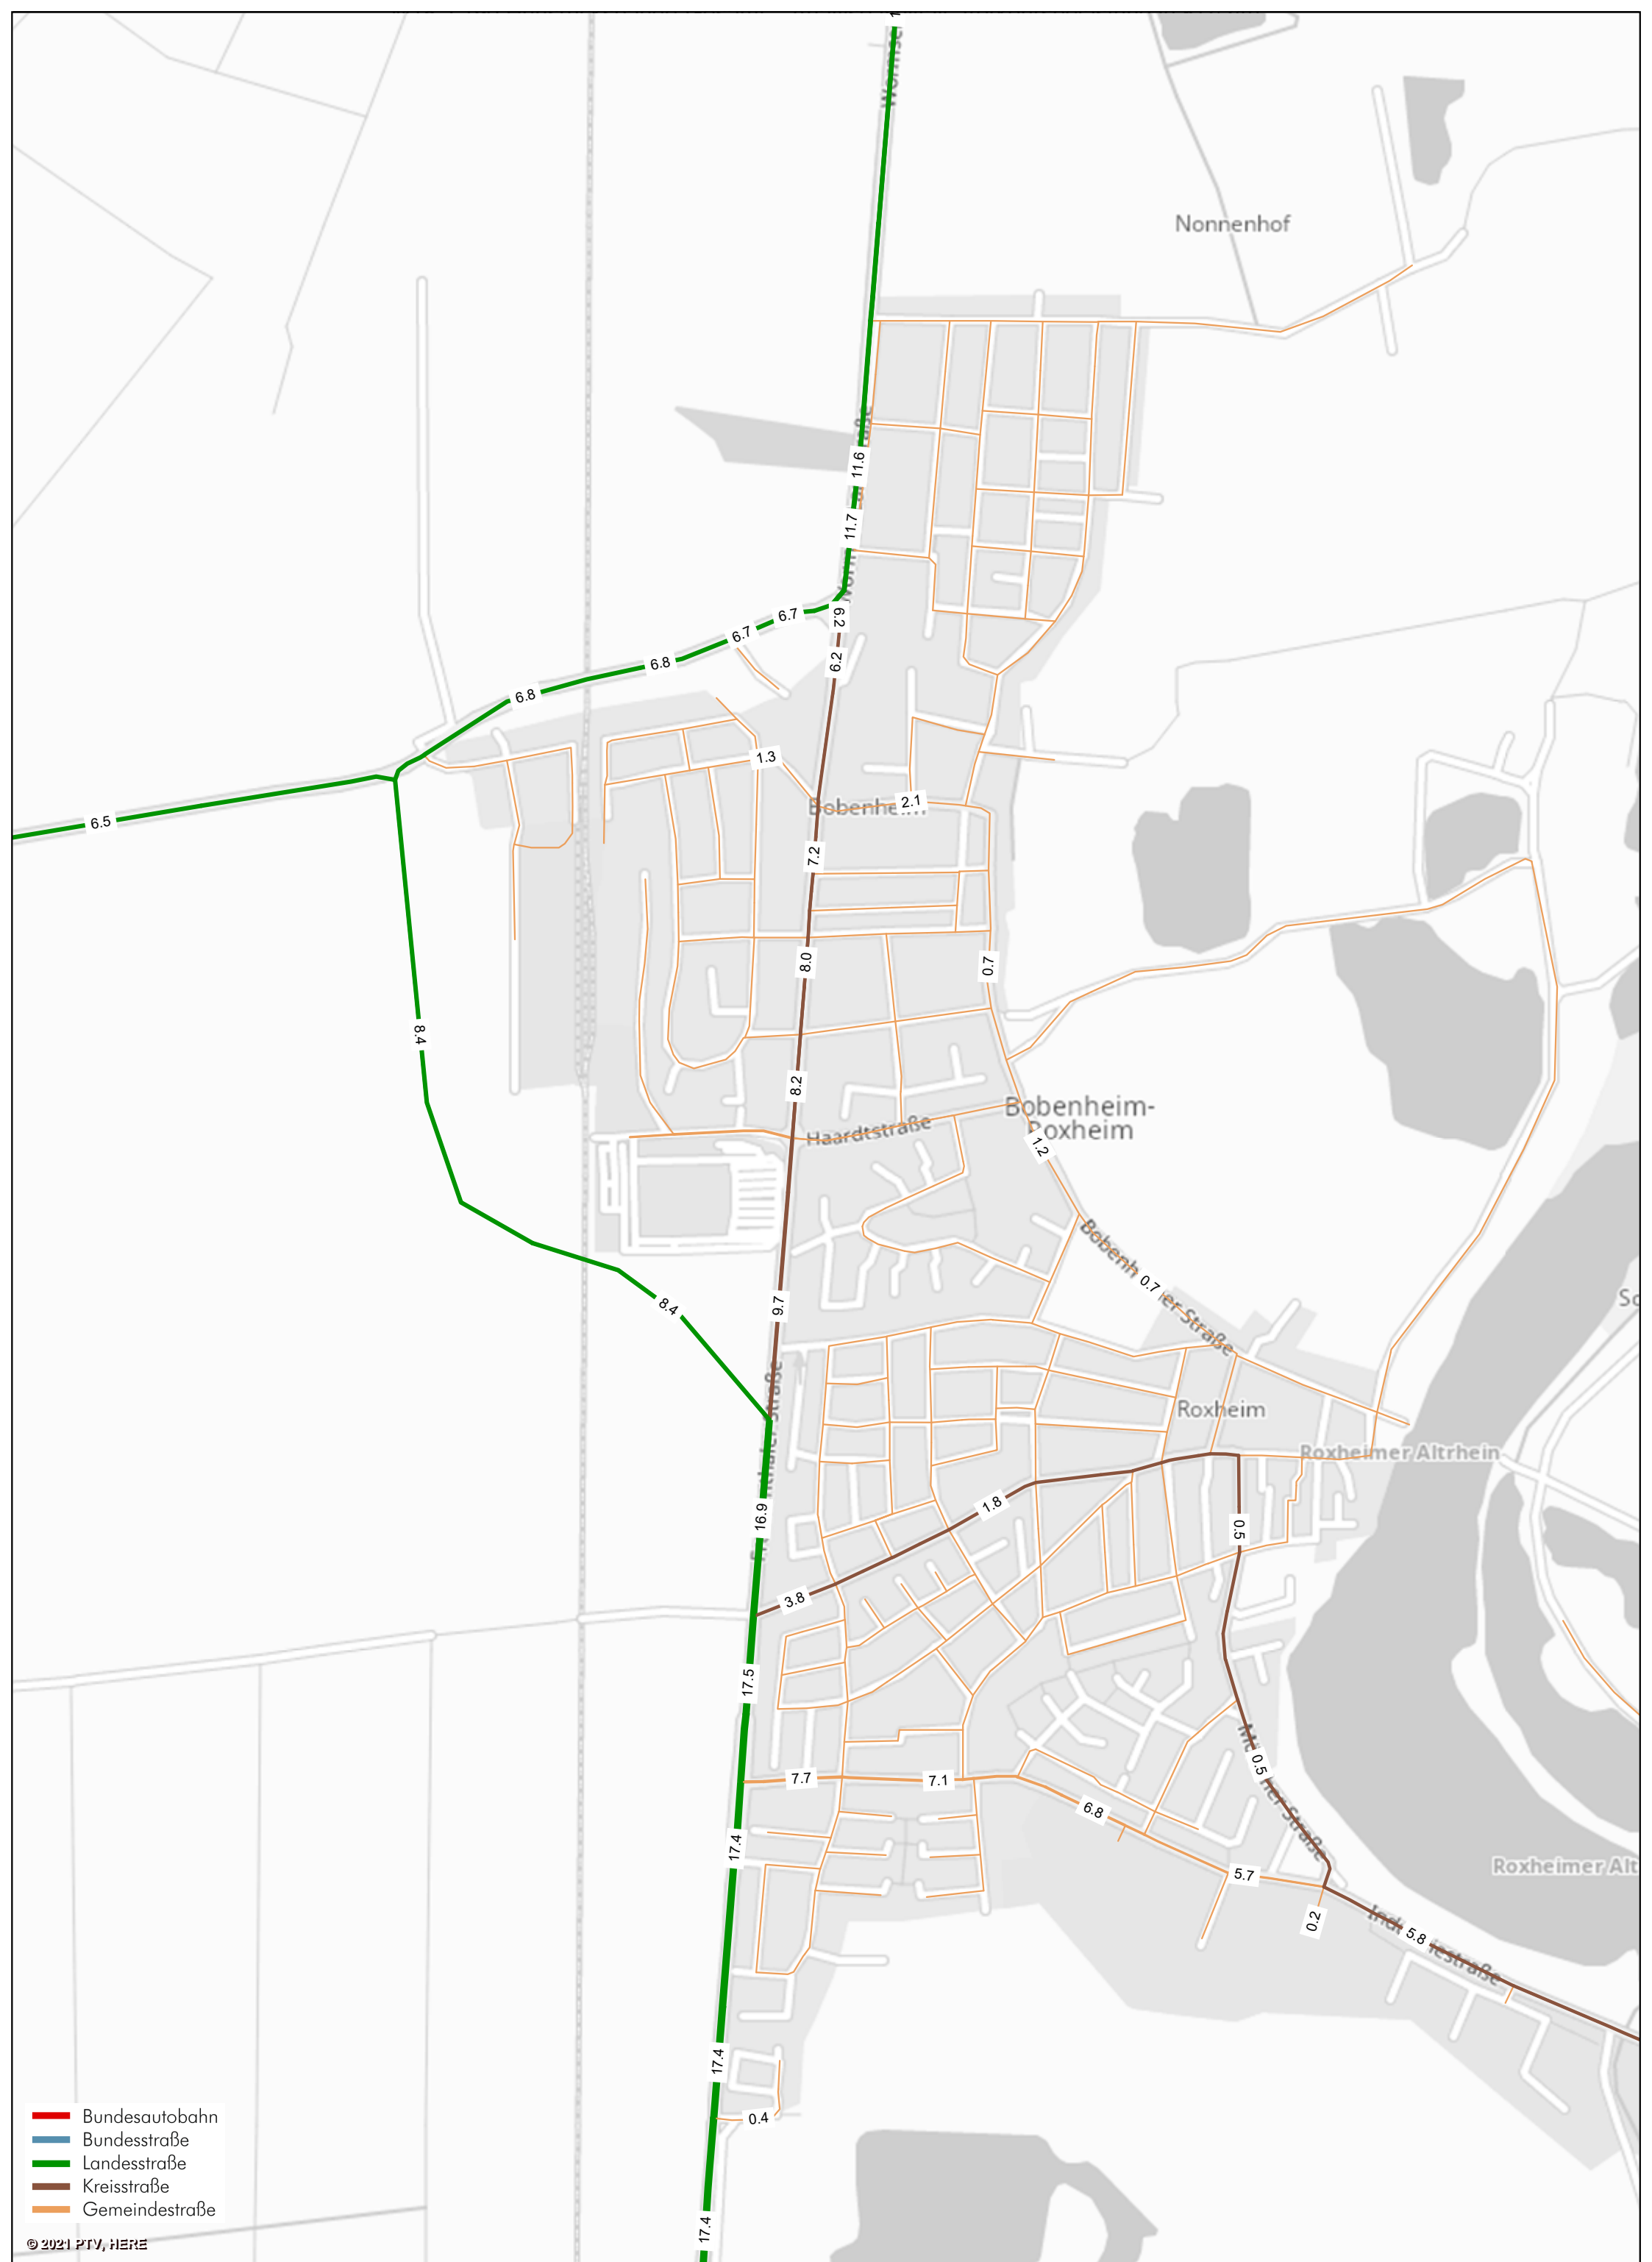 Nonnenhof
11.6
11.7
6.2
6.7
6.7
6.2
6.8
6.8
1.3
2.1
Bobenheim
6.5
7.2
8.0
0.7
8.4
8.2
Bobenheim-
Roxheim
Haardtstraße
1.2
0.7
8.4
9.7
Roxheim
Roxheimer Altrhein
1.8
16.9
0.5
3.8
17.5
0.5
7.7
7.1
6.8
17.4
5.7
Roxheimer Alt
0.2
5.8
17.4
0.4
17.4
Bundesautobahn
Bundesstraße
Landesstraße
Kreisstraße
Gemeindestraße
© 2021 PTV, HERE